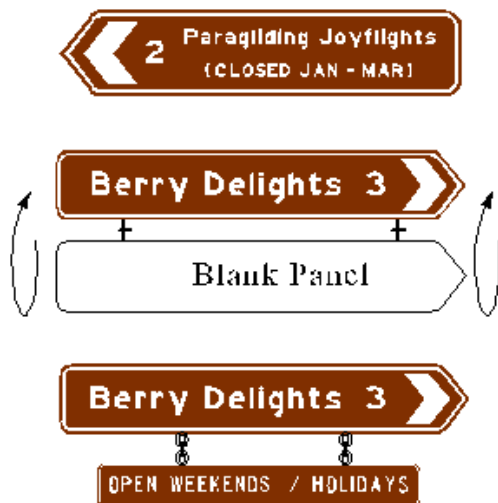 2 Paragliding Joyflights
(CLOSED JAN - MAR)
Berry Delights 3
Blank Panel
Berry Delights 3
OPEN WEEKENDS / HOLIDAYS